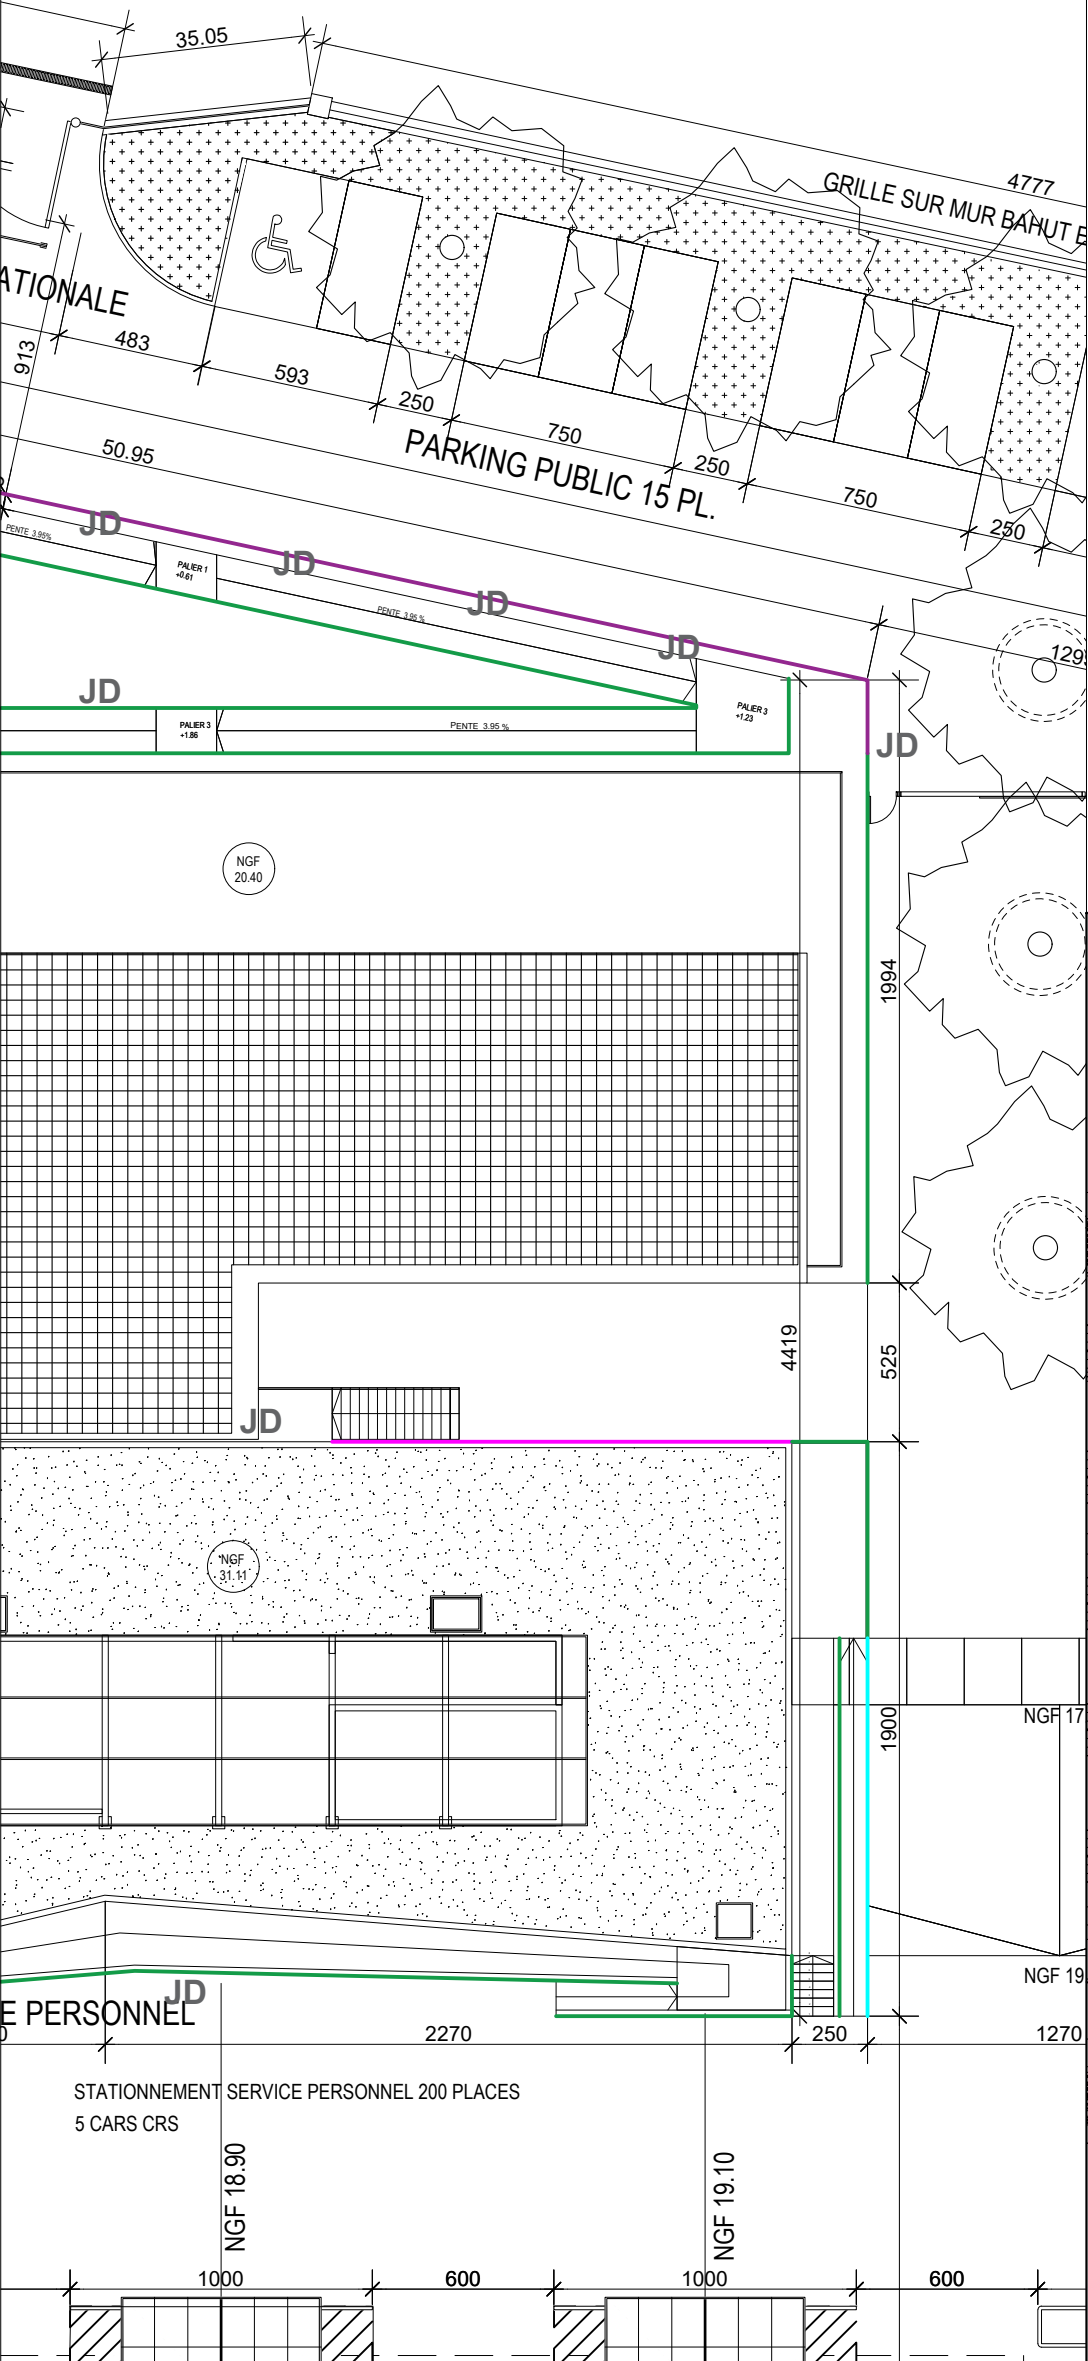 35.05
4777
GRILLE SUR MUR BAHUT
ATIONALE
913
483
593
250
750
250
750
250
50.95
PARKING PUBLIC 15 PL.
JD
PENTE 3.95%
PALIER 1
+0.61
JD
PENTE 3.95 %
JD
JD
129
JD
PALIER 3
+1.23
PALIER 3
+1.86
PENTE 3.95 %
JD
NGF
20.40
1994
4419
525
JD
NGF
31.11
NGF 17
1900
NGF 19
JD
E PERSONNEL
0
2270
250
1270
STATIONNEMENT SERVICE PERSONNEL 200 PLACES
5 CARS CRS
NGF 18.90
NGF 19.10
1000
600
1000
600